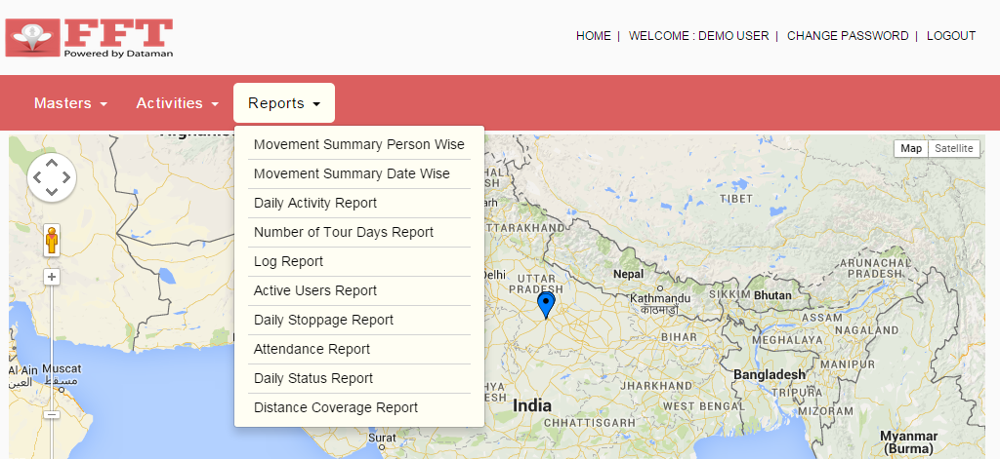 FFT
Powered by Dataman
HOME | WELCOME : DEMO USER | CHANGE PASSWORD | LOGOUT
Masters
Activities
Reports
Movement Summary Person Wise
Movement Summary Date Wise
Daily Activity Report
Number of Tour Days Report
Log Report
Active Users Report
Daily Stoppage Report
Attendance Report
Daily Status Report
Distance Coverage Report
Map
Satellite
TIBET
UTTAR
PRADESH
Nepal
Kathmandu
काठमाडौं
SIKKIM
Bhutan
ARUNACHAL
PRADESH
ASSAM
NAGALAND
BIHAR
MEGHALAYA
MANIPUR
Bangladesh
JHARKHAND
TRIPURA
WEST BENGAL
MIZORAM
India
CHHATTISGARH
Myanmar
(Burma)
Surat
Al Ain
العين
Muscat
مسقط